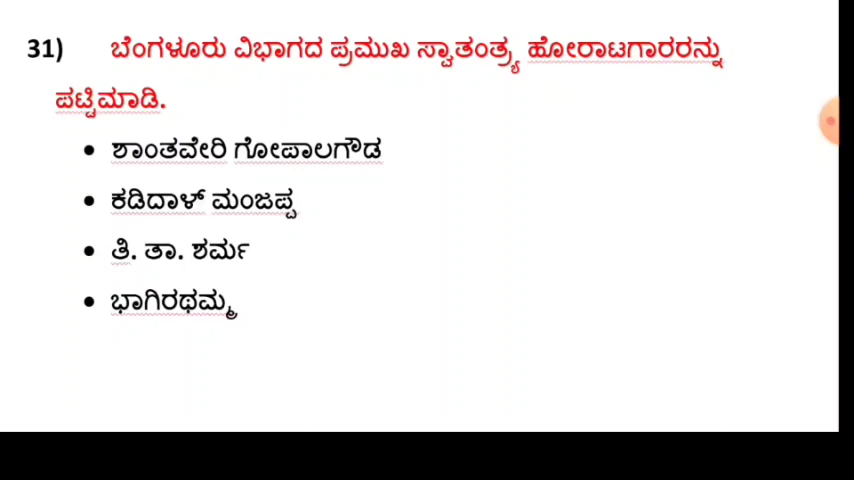 31) ಬೆಂಗಳೂರು ವಿಭಾಗದ ಪ್ರಮುಖ ಸ್ವಾತಂತ್ರ್ಯ ಹೋರಾಟಗಾರರನ್ನು
ಪಟ್ಟಿಮಾಡಿ.
• ಶಾಂತವೇರಿ ಗೋಪಾಲಗೌಡ
• ಕಡಿದಾಳ್ ಮಂಜಪ್ಪ
• ತಿ. ತಾ. ಶರ್ಮ
• ಭಾಗಿರಥಮ್ಮ